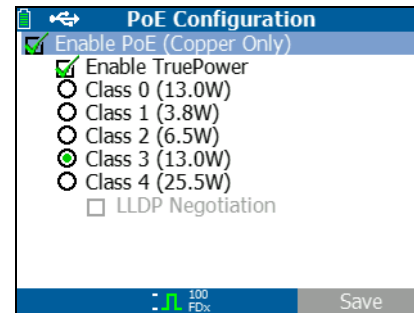 PoE Configuration
Enable PoE (Copper Only)
Enable TruePower
Class 0 (13.0W)
Class 1 (3.8W)
Class 2 (6.5W)
Class 3 (13.0W)
Class 4 (25.5W)
LLDP Negotiation
100
FDx
Save